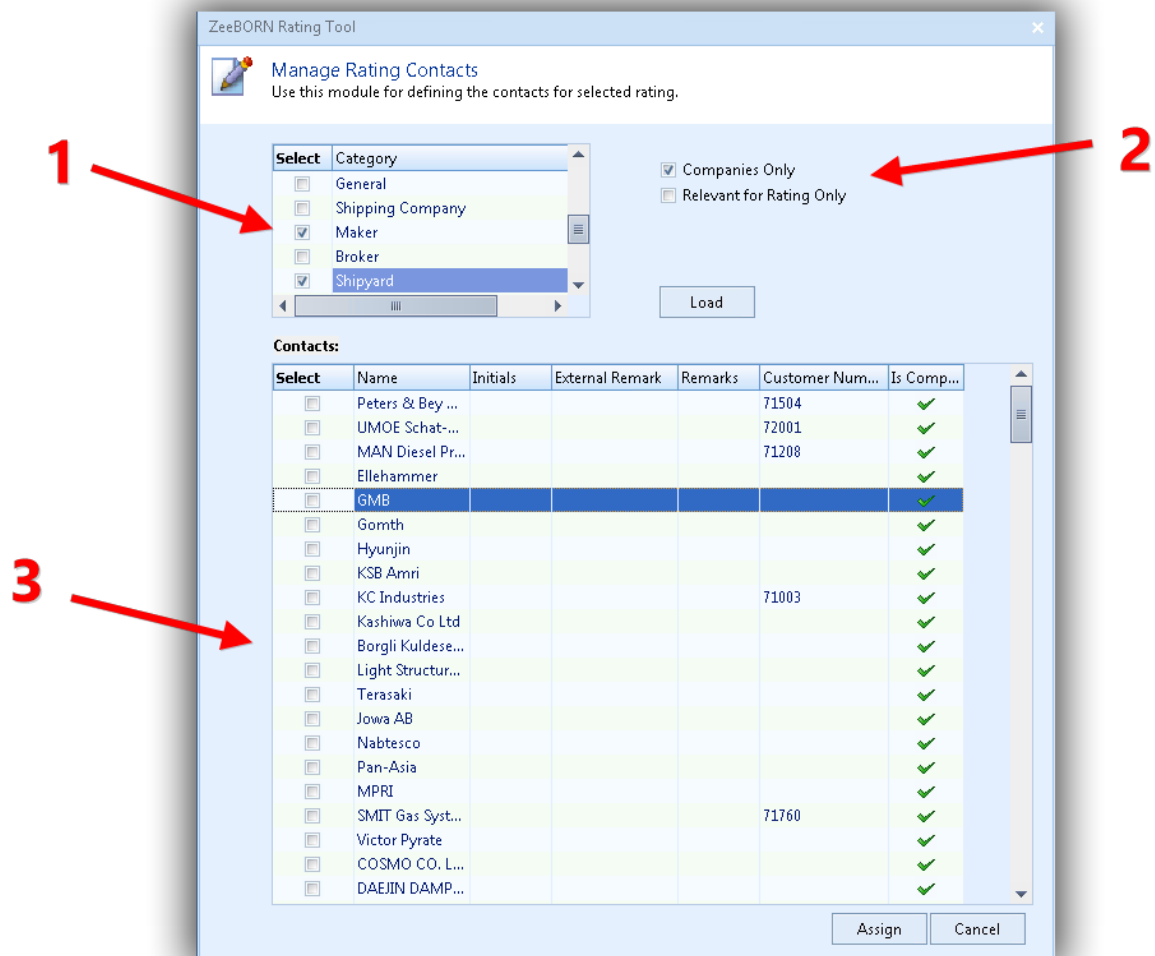 ZeeBORN Rating Tool
Manage Rating Contacts
Use this module for defining the contacts for selected rating.
1
2
Select Category
General
Shipping Company
Maker
Broker
Shipyard
Companies Only
Relevant for Rating Only
Load
Contacts:
Select Name Initials External Remark Remarks Customer Num... Is Comp...
Peters & Bey ... 71504
UMOE Schat-... 72001
MAN Diesel Pr... 71208
Ellehammer
GMB
Gomth
Hyunjin
3
KSB Amri
KC Industries 71003
Kashiwa Co Ltd
Borgli Kuldese...
Light Structur...
Terasaki
Jowa AB
Nabtesco
Pan-Asia
MPRI
SMIT Gas Syst... 71760
Victor Pyrate
COSMO CO. L...
DAEJIN DAMP...
Assign Cancel